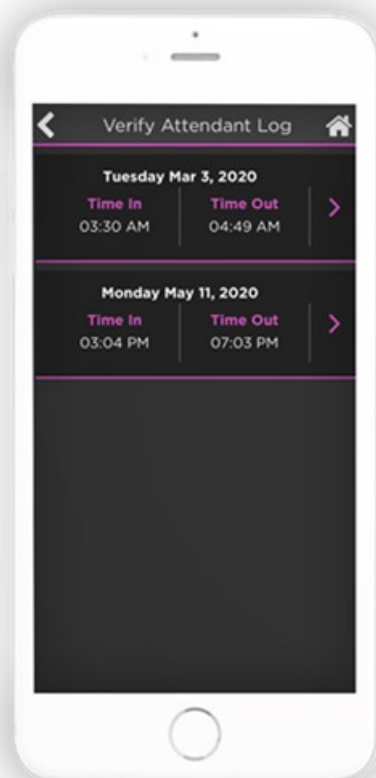 Verify Attendant Log
Tuesday Mar 3, 2020
Time In Time Out
03:30 AM 04:49 AM
Monday May 11, 2020
Time In Time Out
03:04 PM 07:03 PM